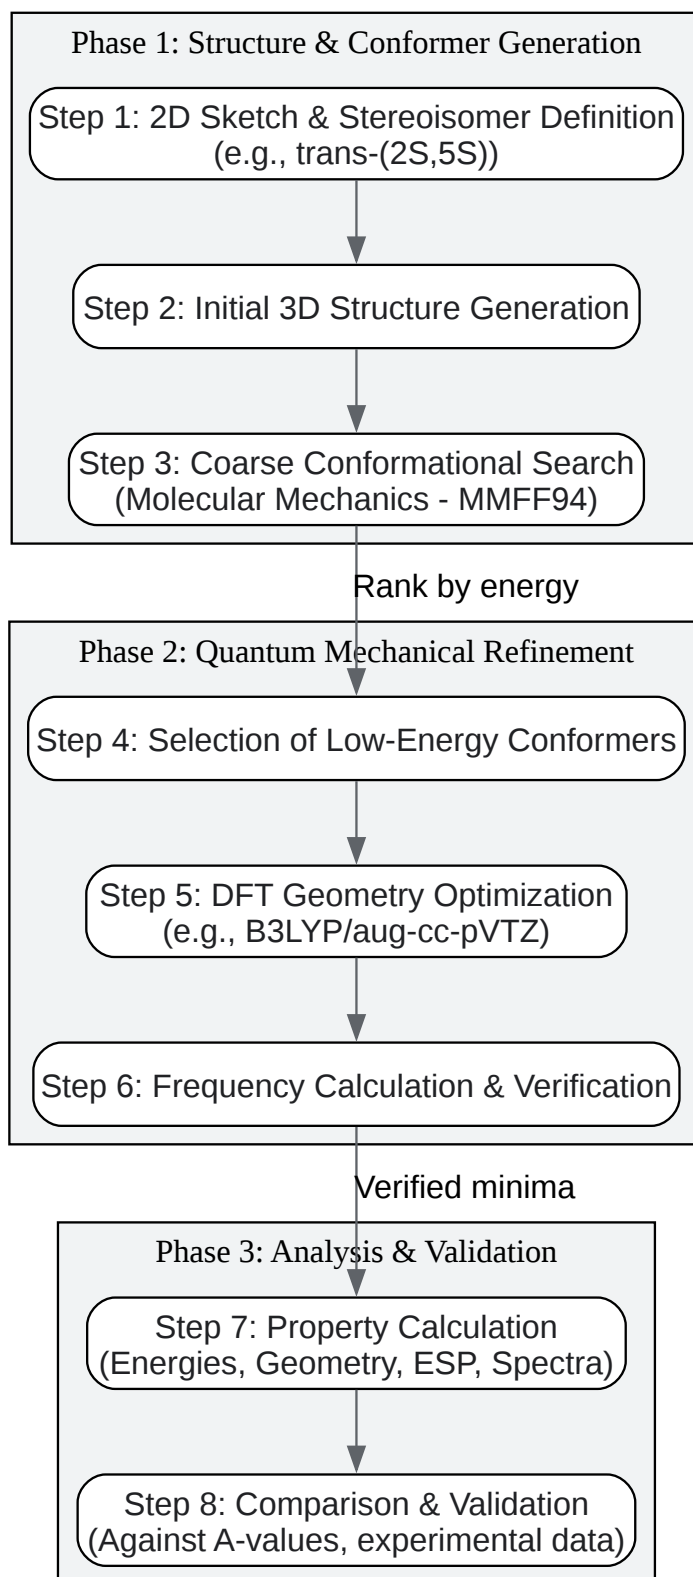 Phase 1: Structure & Conformer Generation
Step 1: 2D Sketch & Stereoisomer Definition
(e.g., trans-(2S,5S))
Step 2: Initial 3D Structure Generation
Step 3: Coarse Conformational Search
(Molecular Mechanics - MMFF94)
Rank by energy
Phase 2: Quantum Mechanical Refinement
Step 4: Selection of Low-Energy Conformers
Step 5: DFT Geometry Optimization
(e.g., B3LYP/aug-cc-pVTZ)
Step 6: Frequency Calculation & Verification
Verified minima
Phase 3: Analysis & Validation
Step 7: Property Calculation
(Energies, Geometry, ESP, Spectra)
Step 8: Comparison & Validation
(Against A-values, experimental data)